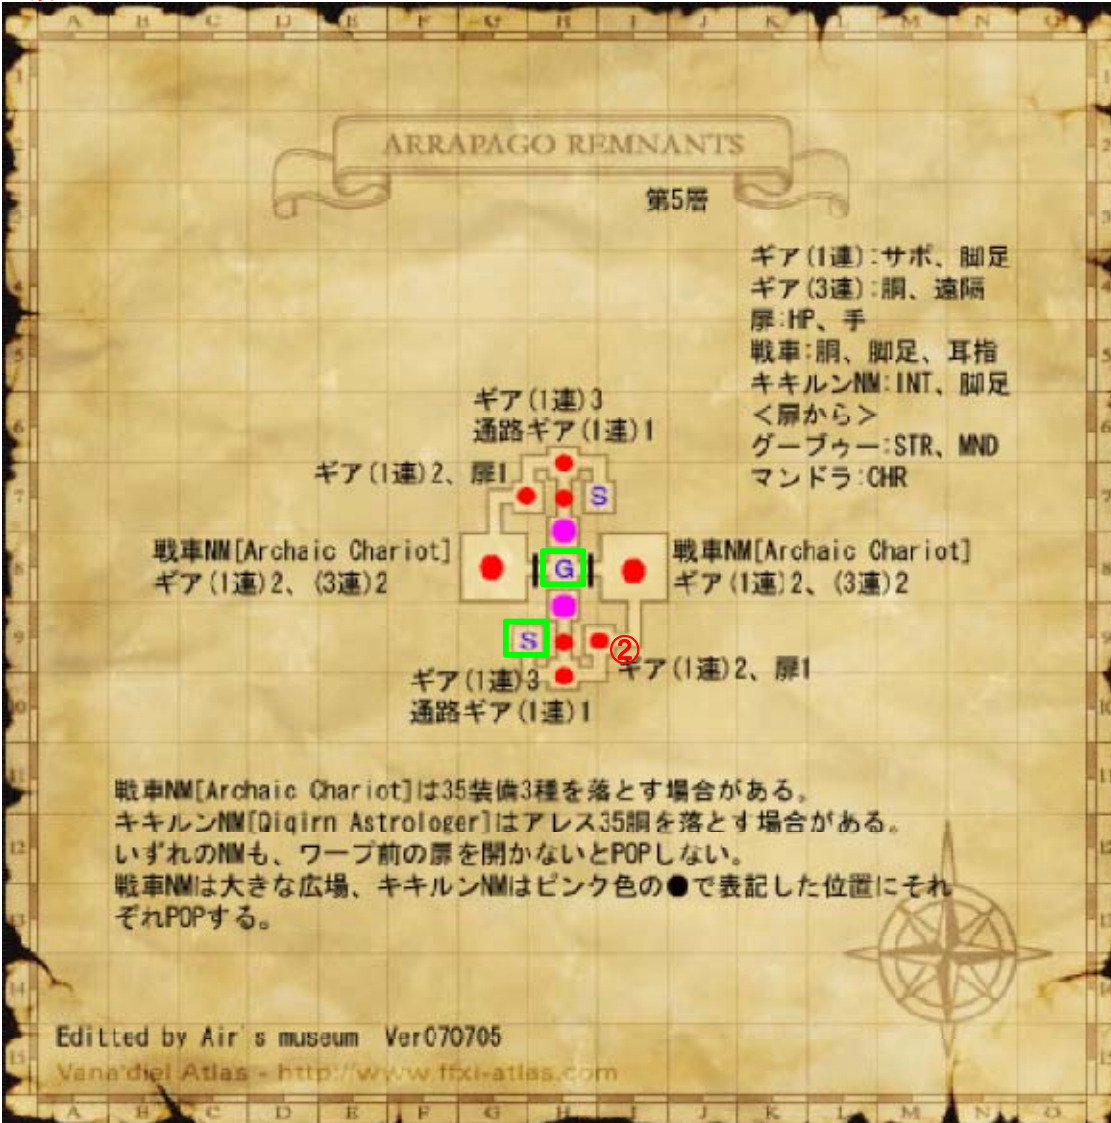 A B C D E F G H I J K L M N O
ARRAPAGO REMNANTS
第5層
ギア(1連):サポ、脚足
ギア(3連):胴、遠隔
扉:HP、手
戦車:胴、脚足、耳指
キキルンNM:INT、脚足
<扉から>
グーブゥー:STR、MND
マンドラ:CHR
ギア(1連)3
通路ギア(1連)1
ギア(1連)2、扉1
S
戦車NM[Archaic Chariot]
ギア(1連)2、(3連)2
G
戦車NM[Archaic Chariot]
ギア(1連)2、(3連)2
S
②
ギア(1連)2、扉1
ギア(1連)3
通路ギア(1連)1
戦車NM[Archaic Chariot]は35装備3種を落とす場合がある。
キキルンNM[Qiqirn Astrologer]はアレス35胴を落とす場合がある。
いずれのNMも、ワープ前の扉を開かないとPOPしない。
戦車NMは大きな広場、キキルンNMはピンク色の●で表記した位置にそれ
ぞれPOPする。
Editted by Air's museum Ver070705
Vana'diel Atlas - http://www.ffxi-atlas.com
A B C D E F G H I J K L M N O